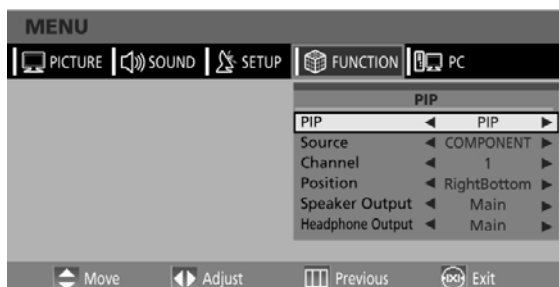 MENU
PICTURE SOUND SETUP FUNCTION PC
PIP
PIP PIP
Source COMPONENT
Channel 1
Position RightBottom
Speaker Output Main
Headphone Output Main
Move Adjust Previous Exit